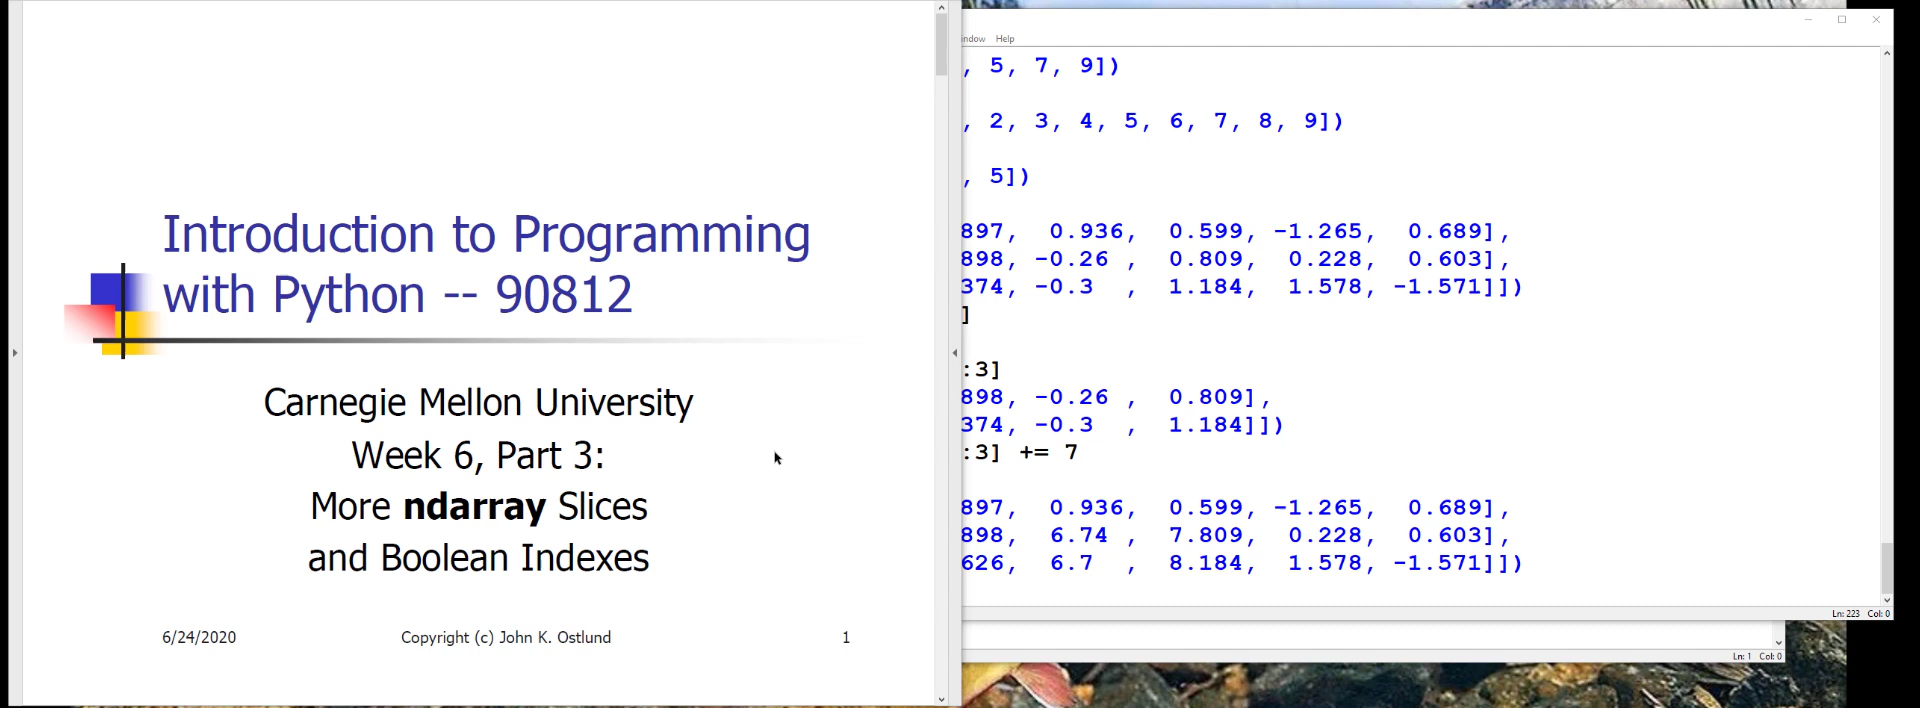 Introduction to Programming
with Python -- 90812
Carnegie Mellon University
Week 6, Part 3:
More ndarray Slices
and Boolean Indexes
6/24/2020 Copyright (c) John K. Ostlund 1
indow Help
, 5, 7, 9])
, 2, 3, 4, 5, 6, 7, 8, 9])
, 5])
897, 0.936, 0.599, -1.265, 0.689],
898, -0.26 , 0.809, 0.228, 0.603],
374, -0.3 , 1.184, 1.578, -1.571]])
]
:3]
898, -0.26 , 0.809],
374, -0.3 , 1.184]])
:3] += 7
897, 0.936, 0.599, -1.265, 0.689],
898, 6.74 , 7.809, 0.228, 0.603],
626, 6.7 , 8.184, 1.578, -1.571]])
Ln: 223 Col: 0
Ln: 1 Col: 0